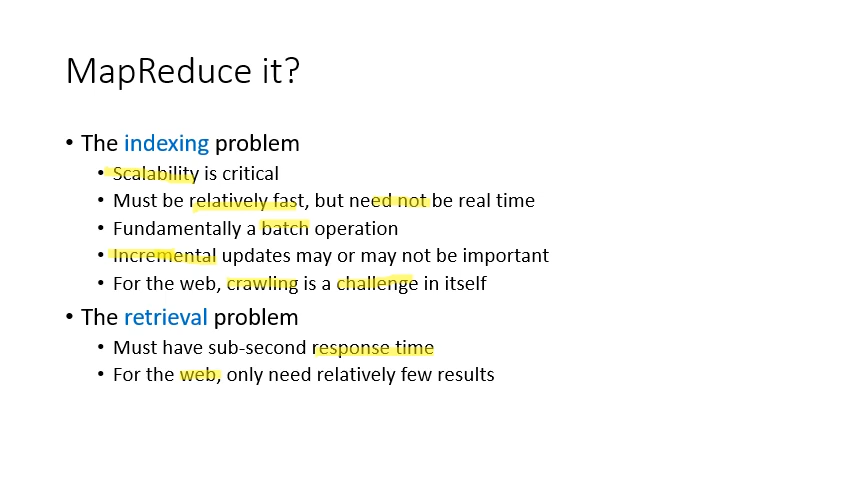 MapReduce it?
• The indexing problem
• Scalability is critical
• Must be relatively fast, but need not be real time
• Fundamentally a batch operation
• Incremental updates may or may not be important
• For the web, crawling is a challenge in itself
• The retrieval problem
• Must have sub-second response time
• For the web, only need relatively few results